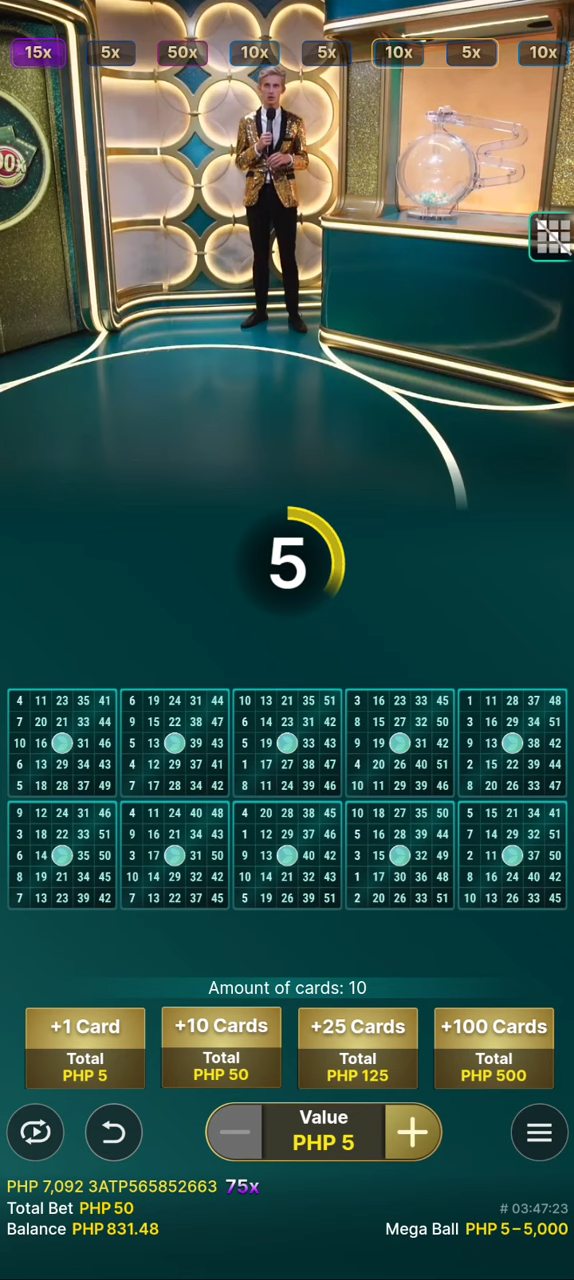 15x 5x 50x 10x 5x 10x 5x 10x
5
4 11 23 35 41
7 20 21 33 44
10 16 31 46
6 13 29 34 43
5 18 28 37 49
6 19 24 31 44
9 15 22 38 47
5 13 39 43
4 12 29 37 41
7 17 28 34 42
10 13 21 35 51
6 14 23 31 42
5 19 33 43
1 17 27 38 47
8 11 24 39 46
3 16 23 33 45
8 15 27 32 50
9 19 31 42
4 20 26 40 51
10 11 29 39 46
1 11 28 37 48
3 16 29 34 51
9 13 38 42
2 15 22 39 44
8 20 26 33 47
9 12 24 31 46
3 18 22 33 51
6 14 35 50
8 19 21 34 45
7 13 23 39 42
4 11 24 40 48
9 16 21 34 43
3 17 31 50
10 14 29 32 42
7 13 22 37 45
4 20 28 38 45
1 12 29 37 46
9 13 40 42
10 14 21 32 43
5 19 26 39 51
10 18 27 35 50
5 16 28 39 44
3 15 32 49
1 17 30 36 48
2 20 26 33 51
5 15 21 34 41
7 14 29 32 51
2 11 37 50
8 16 24 40 42
10 13 26 33 45
Amount of cards: 10
+1 Card
Total
PHP 5
+10 Cards
Total
PHP 50
+25 Cards
Total
PHP 125
+100 Cards
Total
PHP 500
Value
PHP 5
PHP 7,092 3ATP565852663 75x
Total Bet PHP 50
# 03:47:23
Balance PHP 831.48
Mega Ball PHP 5–5,000